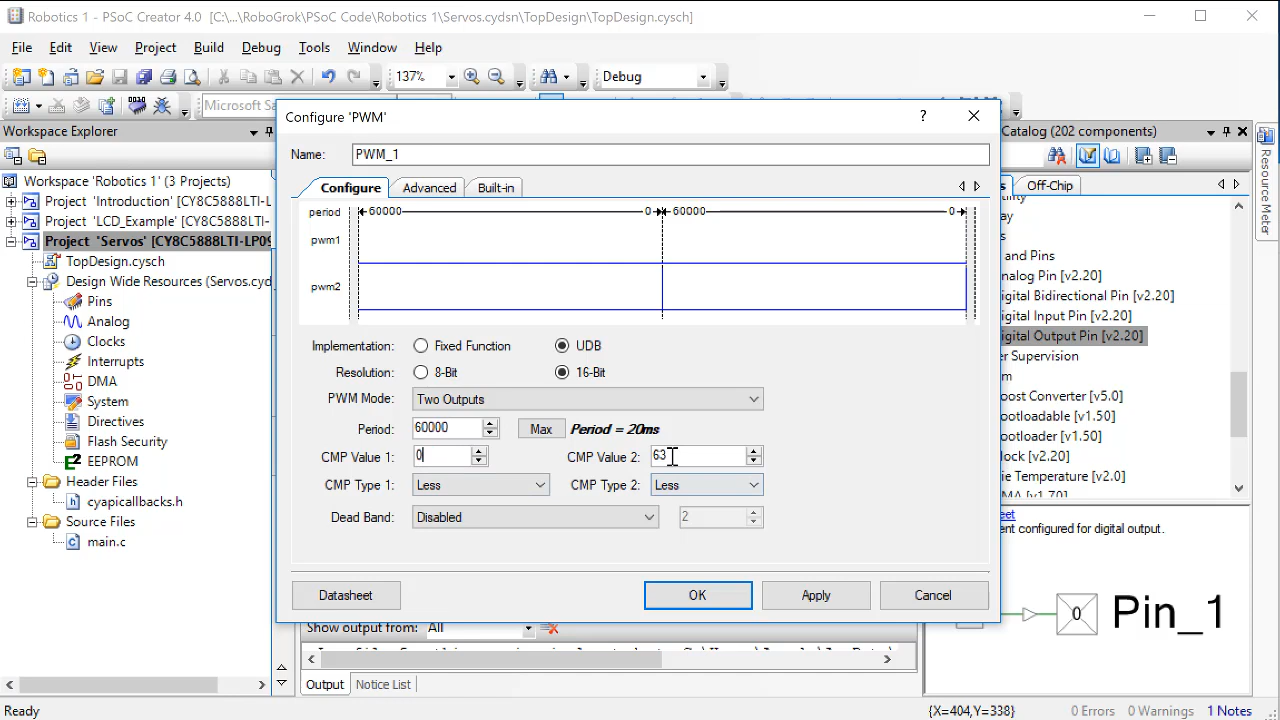 Robotics 1 - PSoC Creator 4.0 [C:\...\RoboGrok\PSoC Code\Robotics 1\Servos.cydsn\TopDesign\TopDesign.cysch]
File Edit View Project Build Debug Tools Window Help
137% Debug
Microsoft Sa
Workspace Explorer
Workspace 'Robotics 1' (3 Projects)
Project 'Introduction' [CY8C5888LTI-L
Project 'LCD_Example' [CY8C5888LTI-L
Project 'Servos' [CY8C5888LTI-LP09
TopDesign.cysch
Design Wide Resources (Servos.cyd
Pins
Analog
Clocks
Interrupts
DMA
System
Directives
Flash Security
EEPROM
Header Files
cyapicallbacks.h
Source Files
main.c
Configure 'PWM'
?
Name: PWM_1
Configure Advanced Built-in
period 60000 0 60000 0
pwm1
pwm2
Implementation: Fixed Function UDB
Resolution: 8-Bit 16-Bit
PWM Mode: Two Outputs
Period: 60000 Max Period = 20ms
CMP Value 1: 0 CMP Value 2: 63
CMP Type 1: Less CMP Type 2: Less
Dead Band: Disabled 2
Datasheet OK Apply Cancel
Show output from: All
Output Notice List
Catalog (202 components)
s Off-Chip
ay
s
s and Pins
nalog Pin [v2.20]
igital Bidirectional Pin [v2.20]
igital Input Pin [v2.20]
igital Output Pin [v2.20]
er Supervision
m
oost Converter [v5.0]
ootloadable [v1.50]
ootloader [v1.50]
lock [v2.20]
ie Temperature [v2.0]
eet
ent configured for digital output.
0 Pin_1
Resource Meter
Ready {X=404,Y=338} 0 Errors 0 Warnings 1 Notes